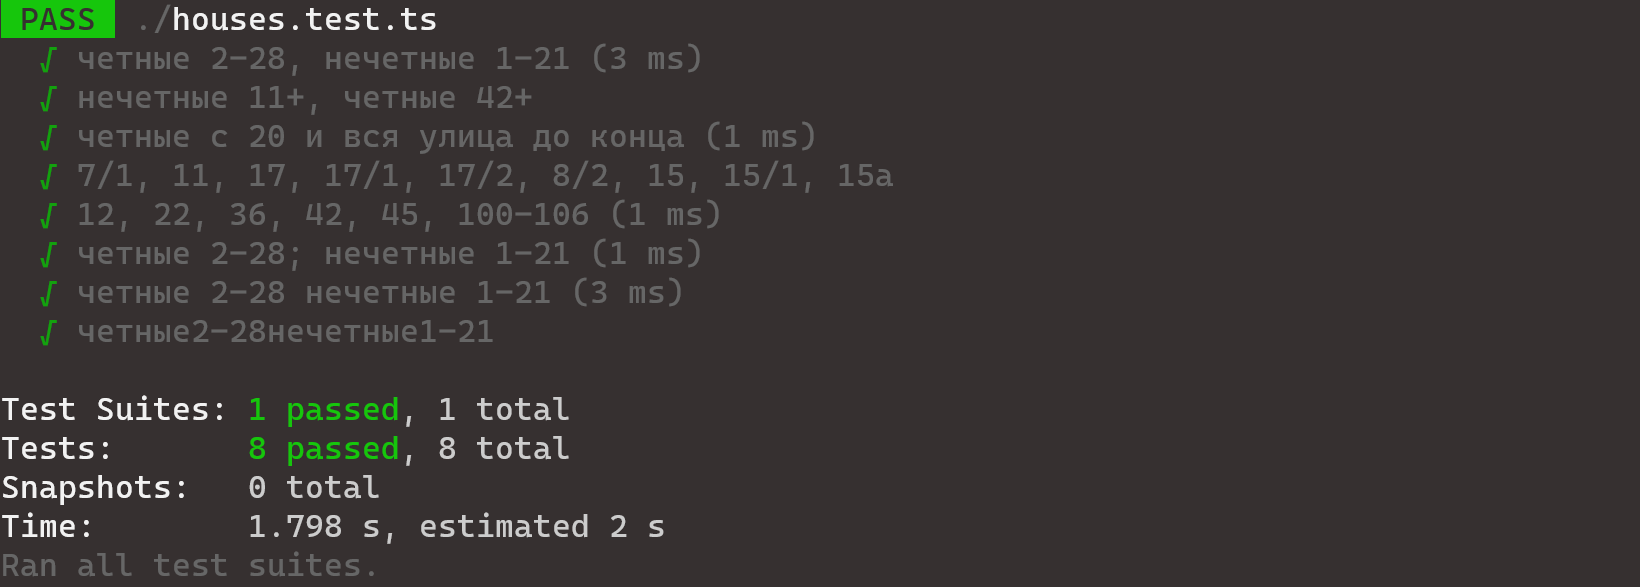 PASS ./houses.test.ts
√ четные 2-28, нечетные 1-21 (3 ms)
√ нечетные 11+, четные 42+
√ четные с 20 и вся улица до конца (1 ms)
√ 7/1, 11, 17, 17/1, 17/2, 8/2, 15, 15/1, 15а
√ 12, 22, 36, 42, 45, 100-106 (1 ms)
√ четные 2-28; нечетные 1-21 (1 ms)
√ четные 2-28 нечетные 1-21 (3 ms)
√ четные2-28нечетные1-21
Test Suites: 1 passed, 1 total
Tests: 8 passed, 8 total
Snapshots: 0 total
Time: 1.798 s, estimated 2 s
Ran all test suites.